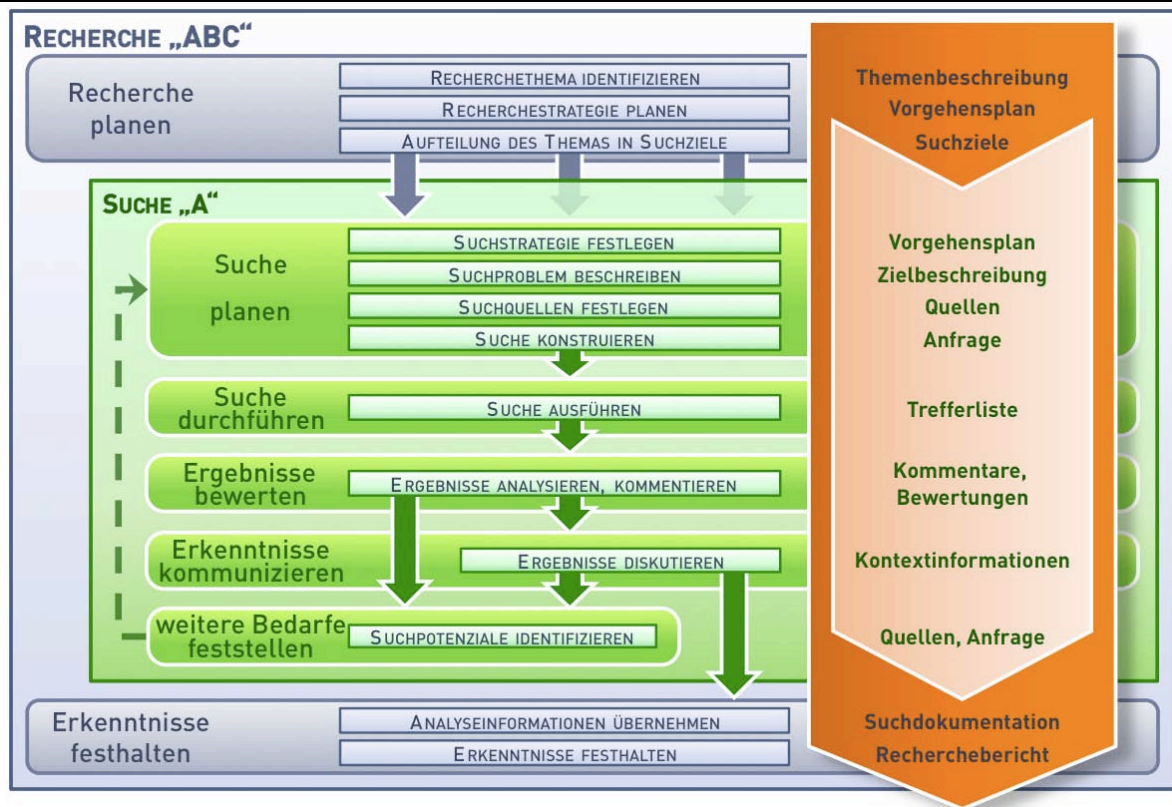 RECHERCHE „ABC“
Recherche
planen
RECHERCHETHEMA IDENTIFIZIEREN
RECHERCHESTRATEGIE PLANEN
AUFTEILUNG DES THEMAS IN SUCHZIELE
Themenbeschreibung
Vorgehensplan
Suchziele
SUCHE „A“
Suche
planen
SUCHSTRATEGIE FESTLEGEN
SUCHPROBLEM BESCHREIBEN
SUCHQUELLEN FESTLEGEN
SUCHE KONSTRUIEREN
Vorgehensplan
Zielbeschreibung
Quellen
Anfrage
Suche
durchführen
SUCHE AUSFÜHREN
Trefferliste
Ergebnisse
bewerten
ERGEBNISSE ANALYSIEREN, KOMMENTIEREN
Kommentare,
Bewertungen
Erkenntnisse
kommunizieren
ERGEBNISSE DISKUTIEREN
Kontextinformationen
weitere Bedarfe
feststellen
SUCHPOTENZIALE IDENTIFIZIEREN
Quellen, Anfrage
Erkenntnisse
festhalten
ANALYSEINFORMATIONEN ÜBERNEHMEN
ERKENNTNISSE FESTHALTEN
Suchdokumentation
Recherchebericht